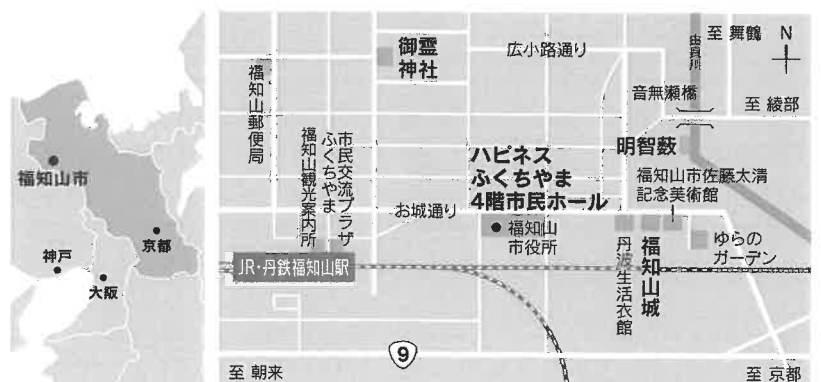 福知山市
京都
神戸
大阪
御霊
神社
広小路通り
至 舞鶴
N
由良川
音無瀬橋
至 綾部
福知山郵便局
市民交流プラザ
ふくちやま
福知山観光案内所
ハピネス
ふくちやま
4階市民ホール
明智薮
福知山市佐藤太清
記念美術館
お城通り
福知山
市役所
丹波生活衣館
福知山城
ゆらの
ガーデン
JR・丹鉄福知山駅
9
至 朝来
至 京都